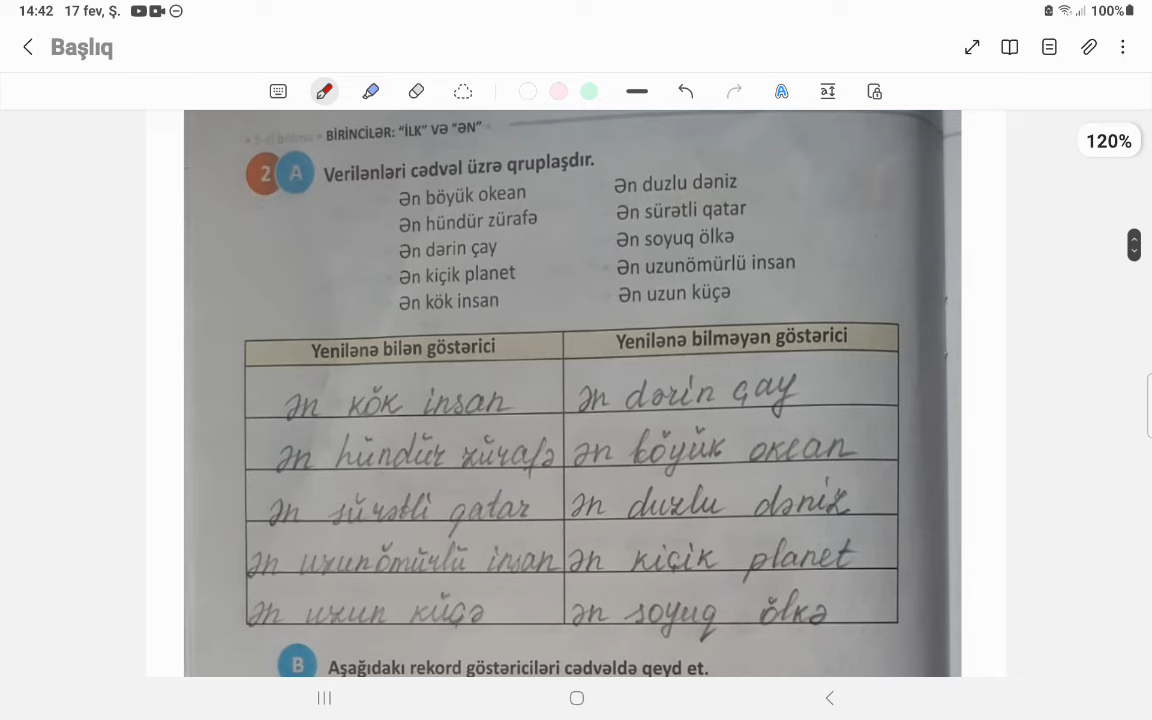 14:42 17 fev, Ş.
100%
Başlıq
120%
BİRİNCİLƏR: “İLK” VƏ “ƏN”
2 A Verilənləri cədvəl üzrə qruplaşdır.
Ən böyük okean
Ən hündür zürafə
Ən dərin çay
Ən kiçik planet
Ən kök insan
Ən duzlu dəniz
Ən sürətli qatar
Ən soyuq ölkə
Ən uzunömürlü insan
Ən uzun küçə
Yenilənə bilən göstərici Yenilənə bilməyən göstərici
Ən kök insan Ən dərin çay
Ən hündür zürafə Ən böyük okean
Ən sürətli qatar Ən duzlu dəniz
Ən uzunömürlü insan Ən kiçik planet
Ən uzun küçə Ən soyuq ölkə
B Aşağıdakı rekord göstəriciləri cədvəldə qeyd et.